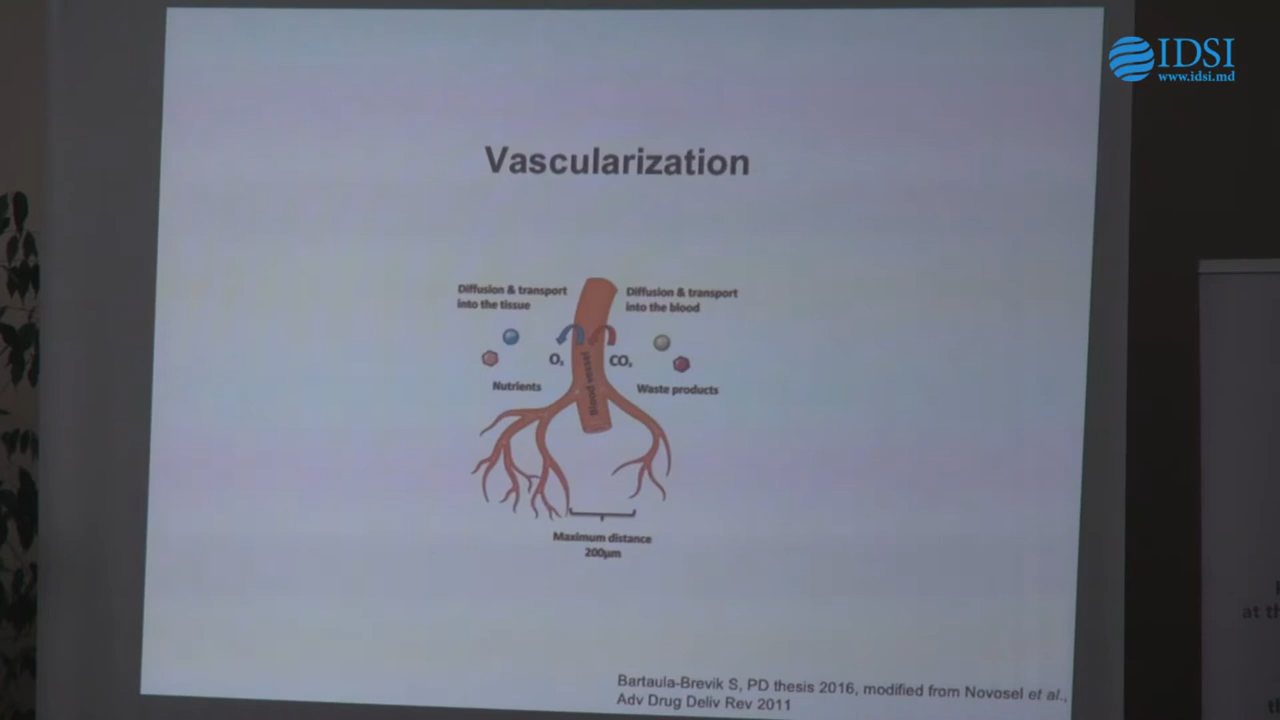 IDSI
www.idsi.md
Vascularization
Diffusion & transport
into the tissue
Diffusion & transport
into the blood
O₂
CO₂
Blood vessel
Nutrients
Waste products
Maximum distance
200µm
Bartaula-Brevik S, PD thesis 2016, modified from Novosel et al.,
Adv Drug Deliv Rev 2011
at